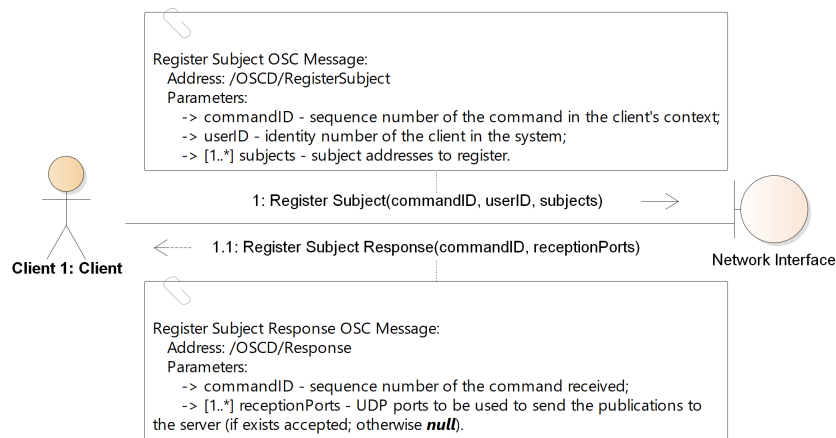 Register Subject OSC Message:
Address: /OSCD/RegisterSubject
Parameters:
-> commandID - sequence number of the command in the client's context;
-> userID - identity number of the client in the system;
-> [1..*] subjects - subject addresses to register.
1: Register Subject(commandID, userID, subjects)
1.1: Register Subject Response(commandID, receptionPorts)
Client 1: Client
Network Interface
Register Subject Response OSC Message:
Address: /OSCD/Response
Parameters:
-> commandID - sequence number of the command received;
-> [1..*] receptionPorts - UDP ports to be used to send the publications to
the server (if exists accepted; otherwise null).